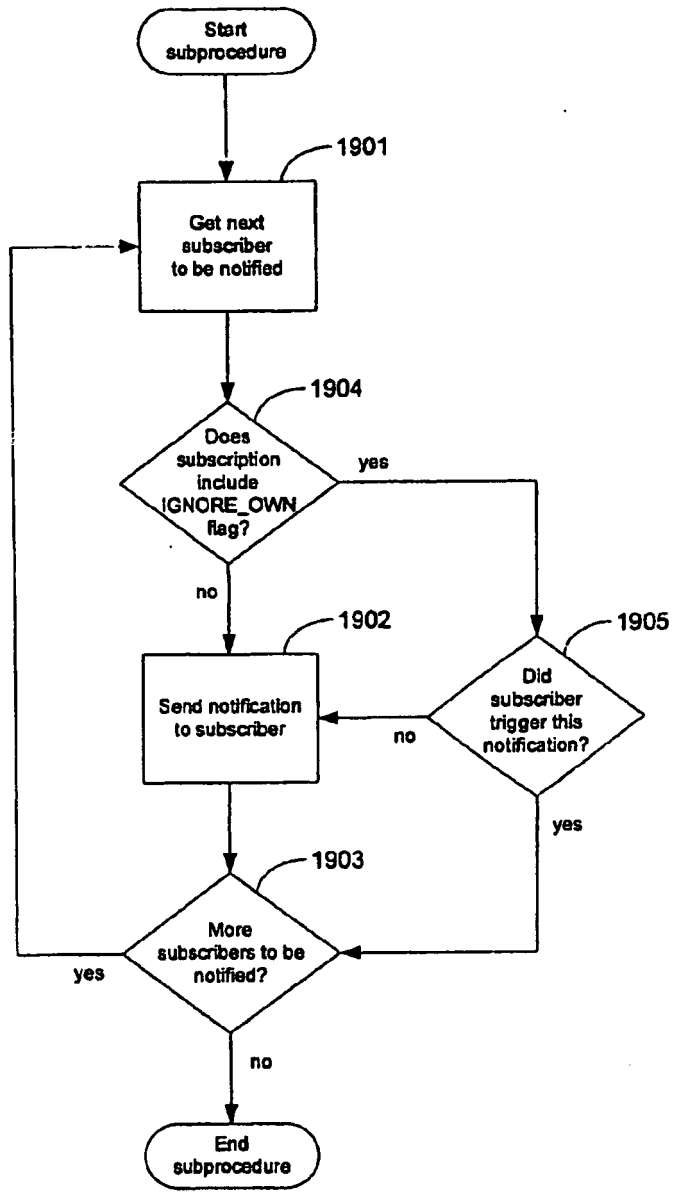 Start
subprocedure
1901
Get next
subscriber
to be notified
1904
Does
subscription
include
IGNORE_OWN
flag?
yes
no
1902
Send notification
to subscriber
1905
Did
subscriber
trigger this
notification?
no
yes
1903
More
subscribers to be
notified?
yes
no
End
subprocedure